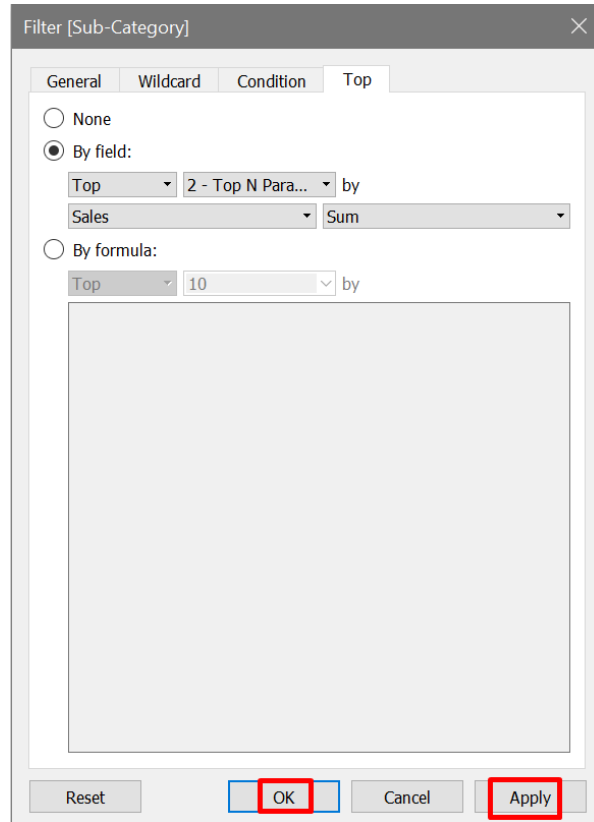 Filter [Sub-Category]
General Wildcard Condition Top
None
By field:
Top 2 - Top N Para... by
Sales Sum
By formula:
Top 10 by
Reset OK Cancel Apply